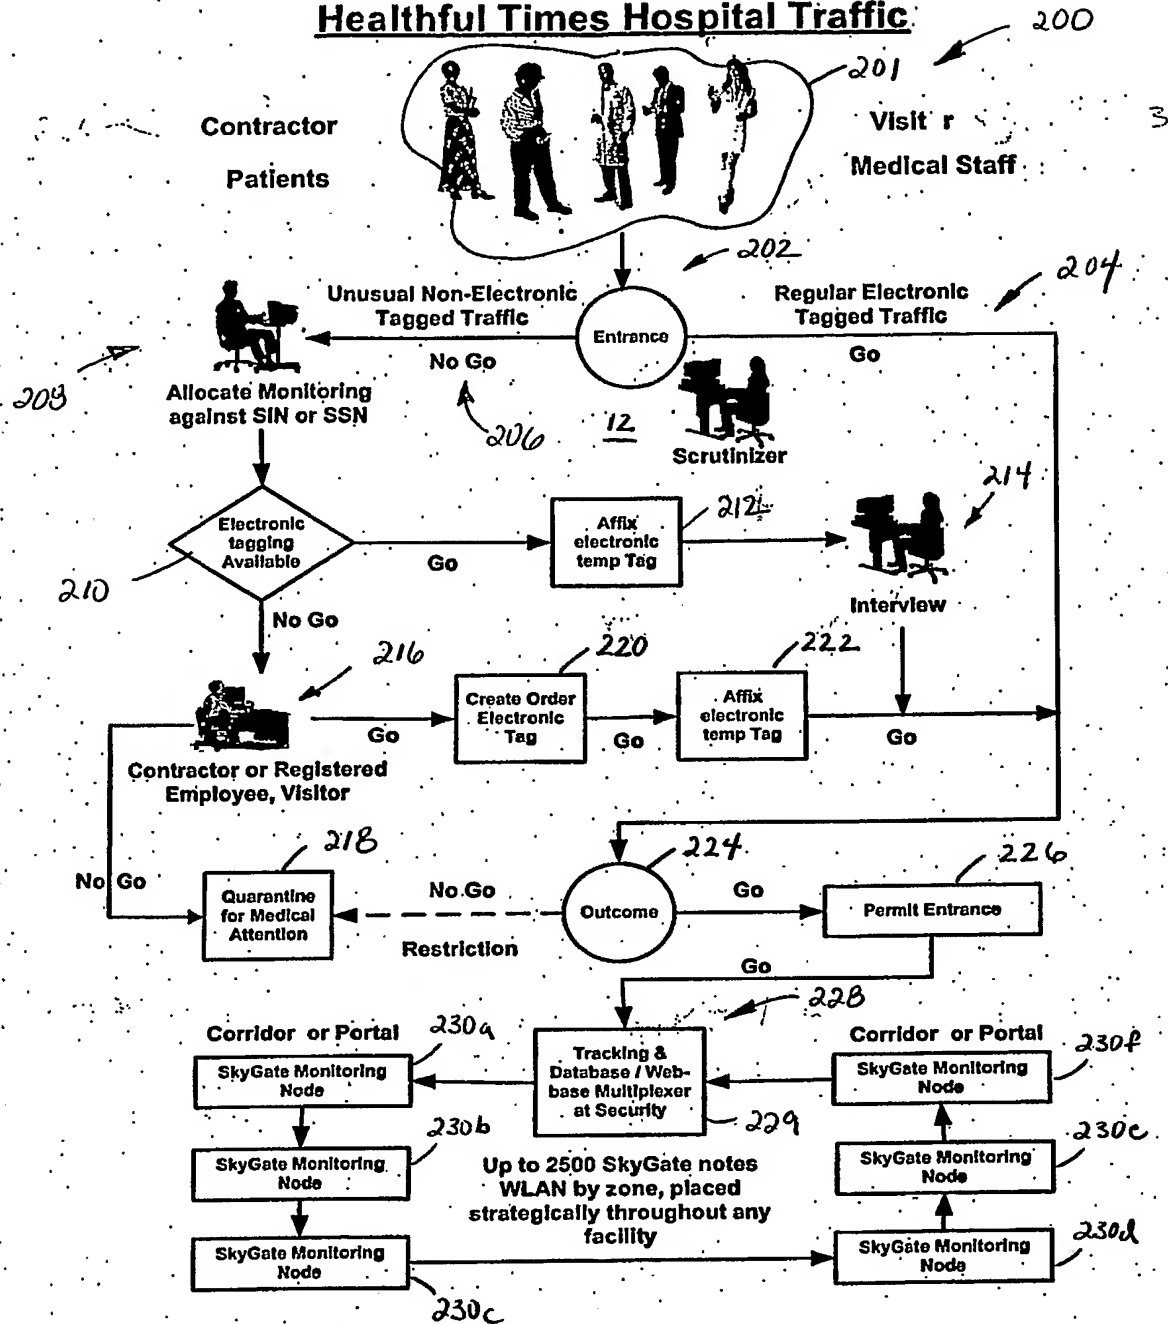 Healthful Times Hospital Traffic
200
201
Contractor
Patients
Visit r
Medical Staff
3
202
204
Unusual Non-Electronic
Tagged Traffic
No Go
206
Entrance
Regular Electronic
Tagged Traffic
Go
208
Allocate Monitoring
against SIN or SSN
12
Scrutinizer
Electronic
tagging
Available
210
Go
Affix
electronic
temp Tag
212
214
Interview
No Go
216
Contractor or Registered
Employee, Visitor
Go
Create Order
Electronic
Tag
220
Go
Affix
electronic
temp Tag
222
Go
No Go
218
Quarantine
for Medical
Attention
No Go
Restriction
Outcome
224
Go
Permit Entrance
226
Go
228
Tracking &
Database / Web-
base Multiplexer
at Security
229
Corridor or Portal
230a
SkyGate Monitoring
Node
230b
SkyGate Monitoring
Node
SkyGate Monitoring
Node
230c
Up to 2500 SkyGate notes
WLAN by zone, placed
strategically throughout any
facility
Corridor or Portal
230f
SkyGate Monitoring
Node
230e
SkyGate Monitoring
Node
230d
SkyGate Monitoring
Node